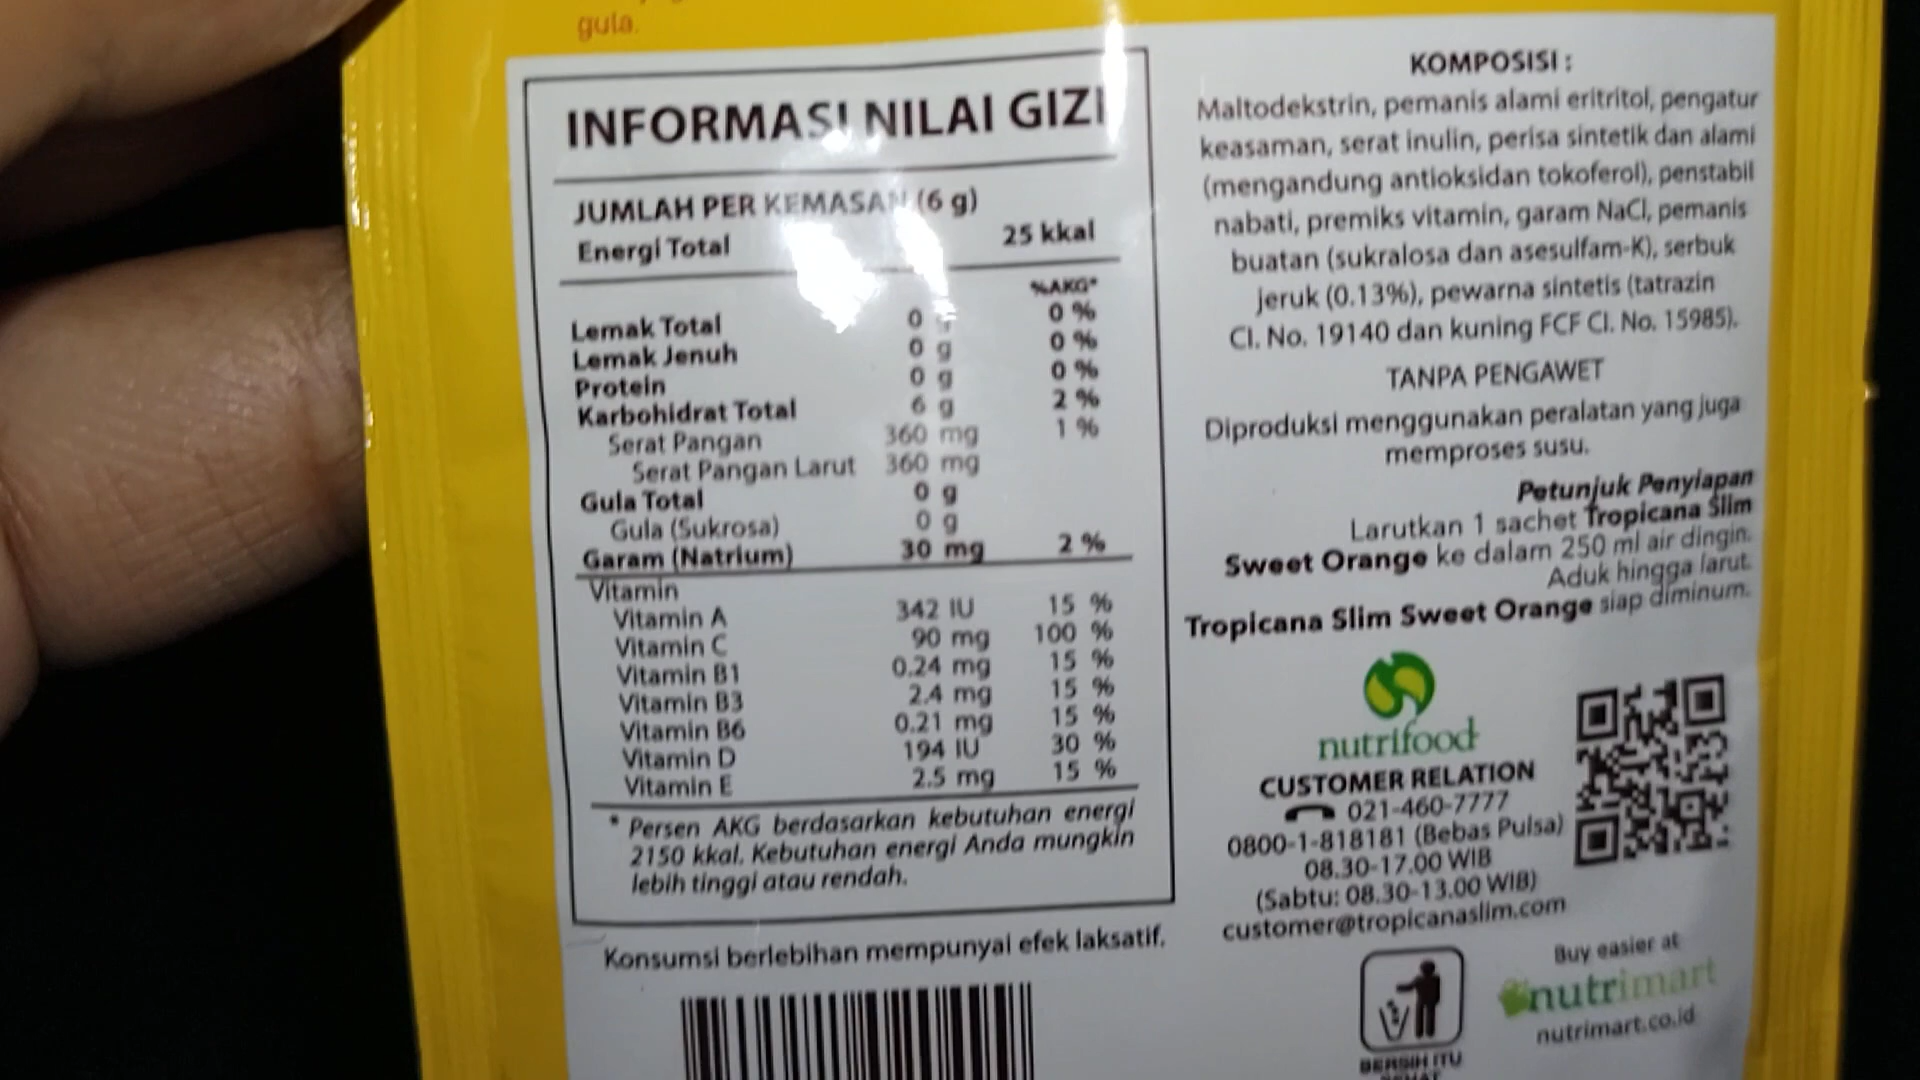 gula.
INFORMASI NILAI GIZI
JUMLAH PER KEMASAN (6 g)
Energi Total 25 kkal
%AKG*
Lemak Total 0 g 0 %
Lemak Jenuh 0 g 0 %
Protein 0 g 0 %
Karbohidrat Total 6 g 2 %
Serat Pangan 360 mg 1 %
Serat Pangan Larut 360 mg
Gula Total 0 g
Gula (Sukrosa) 0 g
Garam (Natrium) 30 mg 2 %
Vitamin
Vitamin A 342 IU 15 %
Vitamin C 90 mg 100 %
Vitamin B1 0.24 mg 15 %
Vitamin B3 2.4 mg 15 %
Vitamin B6 0.21 mg 15 %
Vitamin D 194 IU 30 %
Vitamin E 2.5 mg 15 %
* Persen AKG berdasarkan kebutuhan energi
2150 kkal. Kebutuhan energi Anda mungkin
lebih tinggi atau rendah.
Konsumsi berlebihan mempunyai efek laksatif.
KOMPOSISI :
Maltodekstrin, pemanis alami eritritol, pengatur
keasaman, serat inulin, perisa sintetik dan alami
(mengandung antioksidan tokoferol), penstabil
nabati, premiks vitamin, garam NaCl, pemanis
buatan (sukralosa dan asesulfam-K), serbuk
jeruk (0.13%), pewarna sintetis (tatrazin
CI. No. 19140 dan kuning FCF CI. No. 15985).
TANPA PENGAWET
Diproduksi menggunakan peralatan yang juga
memproses susu.
Petunjuk Penyiapan
Larutkan 1 sachet Tropicana Slim
Sweet Orange ke dalam 250 ml air dingin.
Aduk hingga larut.
Tropicana Slim Sweet Orange siap diminum.
nutrifood
CUSTOMER RELATION
021-460-7777
0800-1-818181 (Bebas Pulsa)
08.30-17.00 WIB
(Sabtu: 08.30-13.00 WIB)
customer@tropicanaslim.com
Buy easier at
nutrimart
nutrimart.co.id
BERSIH ITU